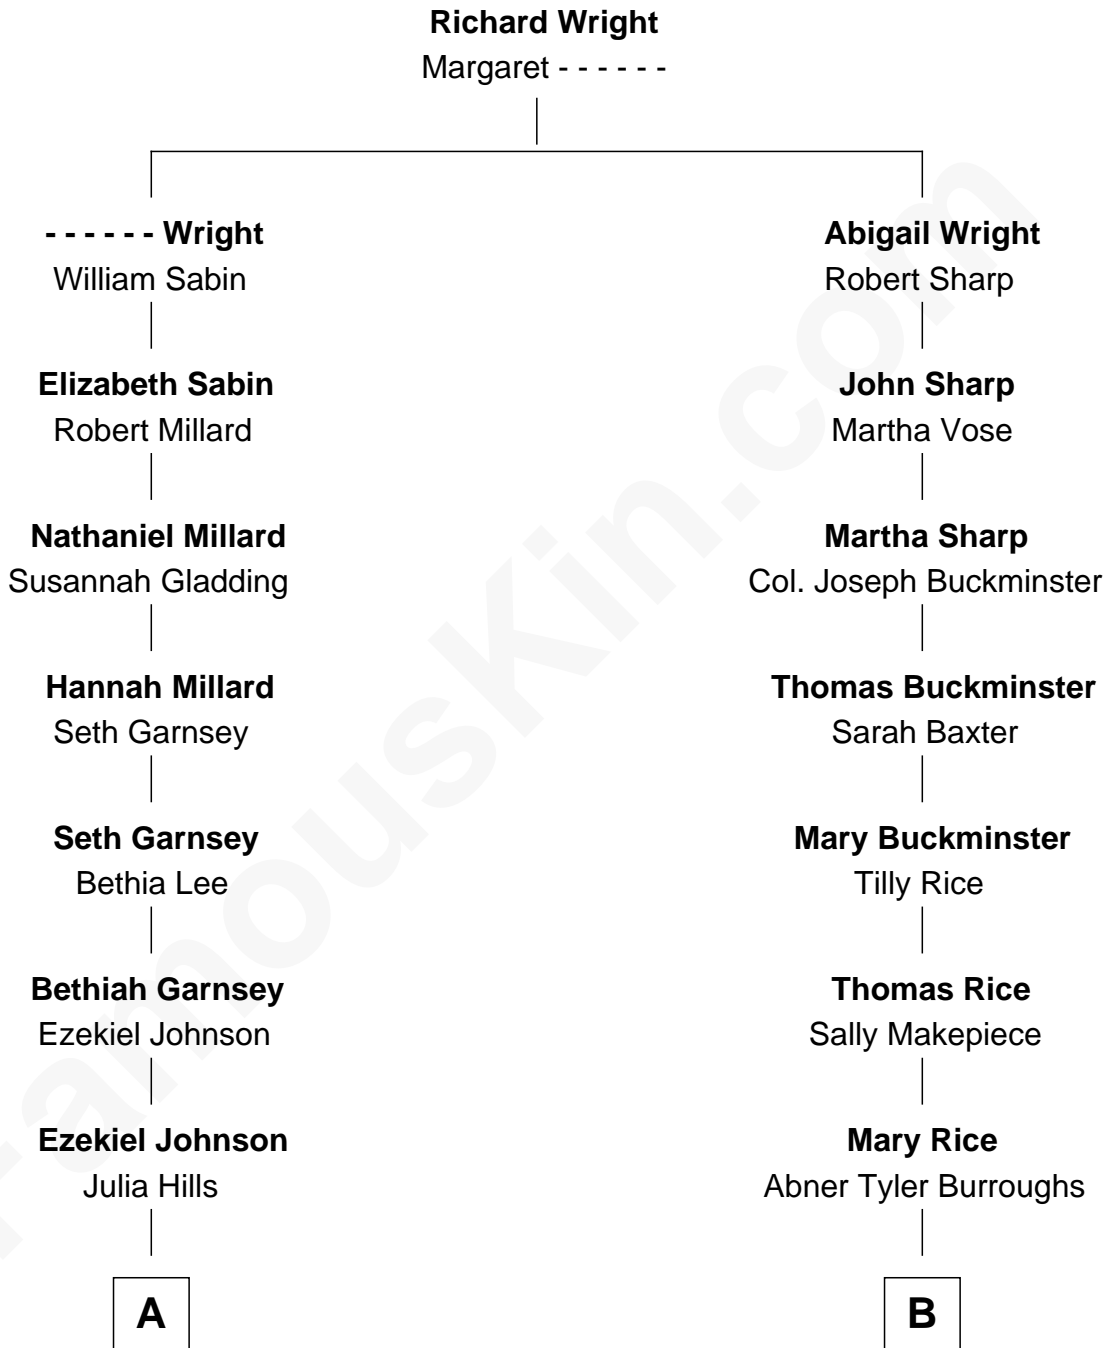 Richard Wright
Margaret - - - - - -
- - - - - - Wright
William Sabin
Elizabeth Sabin
Robert Millard
Nathaniel Millard
Susannah Gladding
Hannah Millard
Seth Garnsey
Seth Garnsey
Bethia Lee
Bethiah Garnsey
Ezekiel Johnson
Ezekiel Johnson
Julia Hills
A
Abigail Wright
Robert Sharp
John Sharp
Martha Vose
Martha Sharp
Col. Joseph Buckminster
Thomas Buckminster
Sarah Baxter
Mary Buckminster
Tilly Rice
Thomas Rice
Sally Makepiece
Mary Rice
Abner Tyler Burroughs
B
FamousKin.com